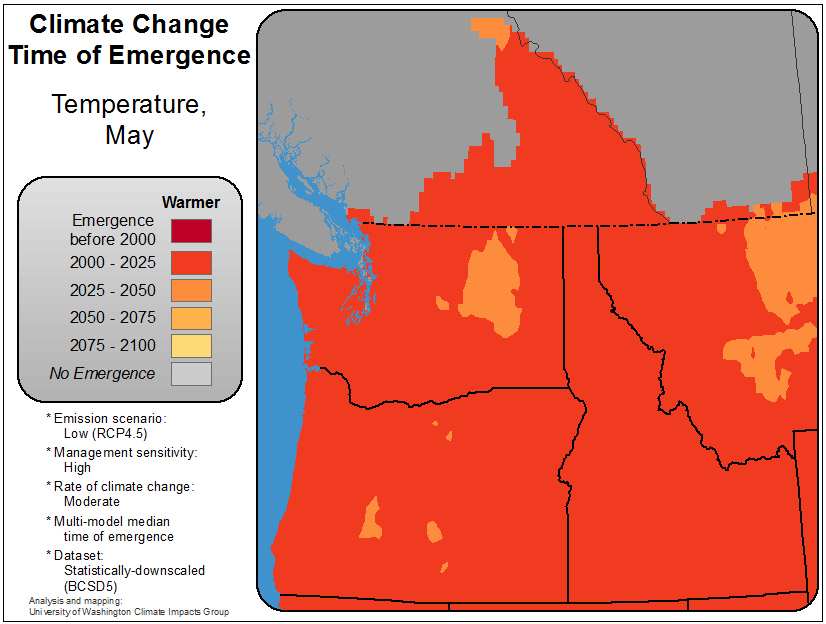 Climate Change
Time of Emergence
Temperature,
May
Warmer
Emergence
before 2000
2000 - 2025
2025 - 2050
2050 - 2075
2075 - 2100
No Emergence
* Emission scenario:
Low (RCP4.5)
* Management sensitivity:
High
* Rate of climate change:
Moderate
* Multi-model median
time of emergence
* Dataset:
Statistically-downscaled
(BCSD5)
Analysis and mapping:
University of Washington Climate Impacts Group